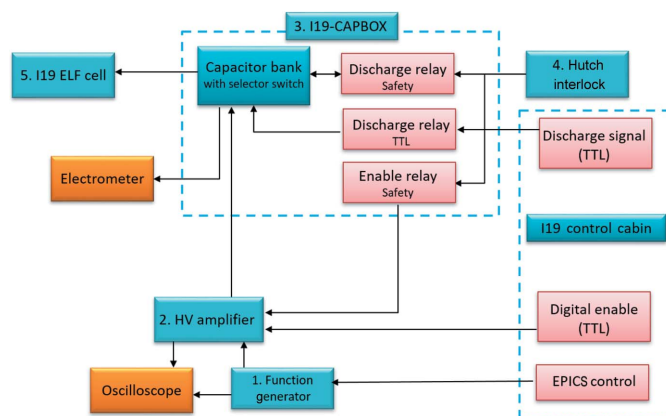 3. I19-CAPBOX
5. I19 ELF cell
Capacitor bank
with selector switch
Discharge relay
Safety
4. Hutch
interlock
Discharge relay
TTL
Discharge signal
(TTL)
Electrometer
Enable relay
Safety
I19 control cabin
2. HV amplifier
Digital enable
(TTL)
Oscilloscope
1. Function
generator
EPICS control